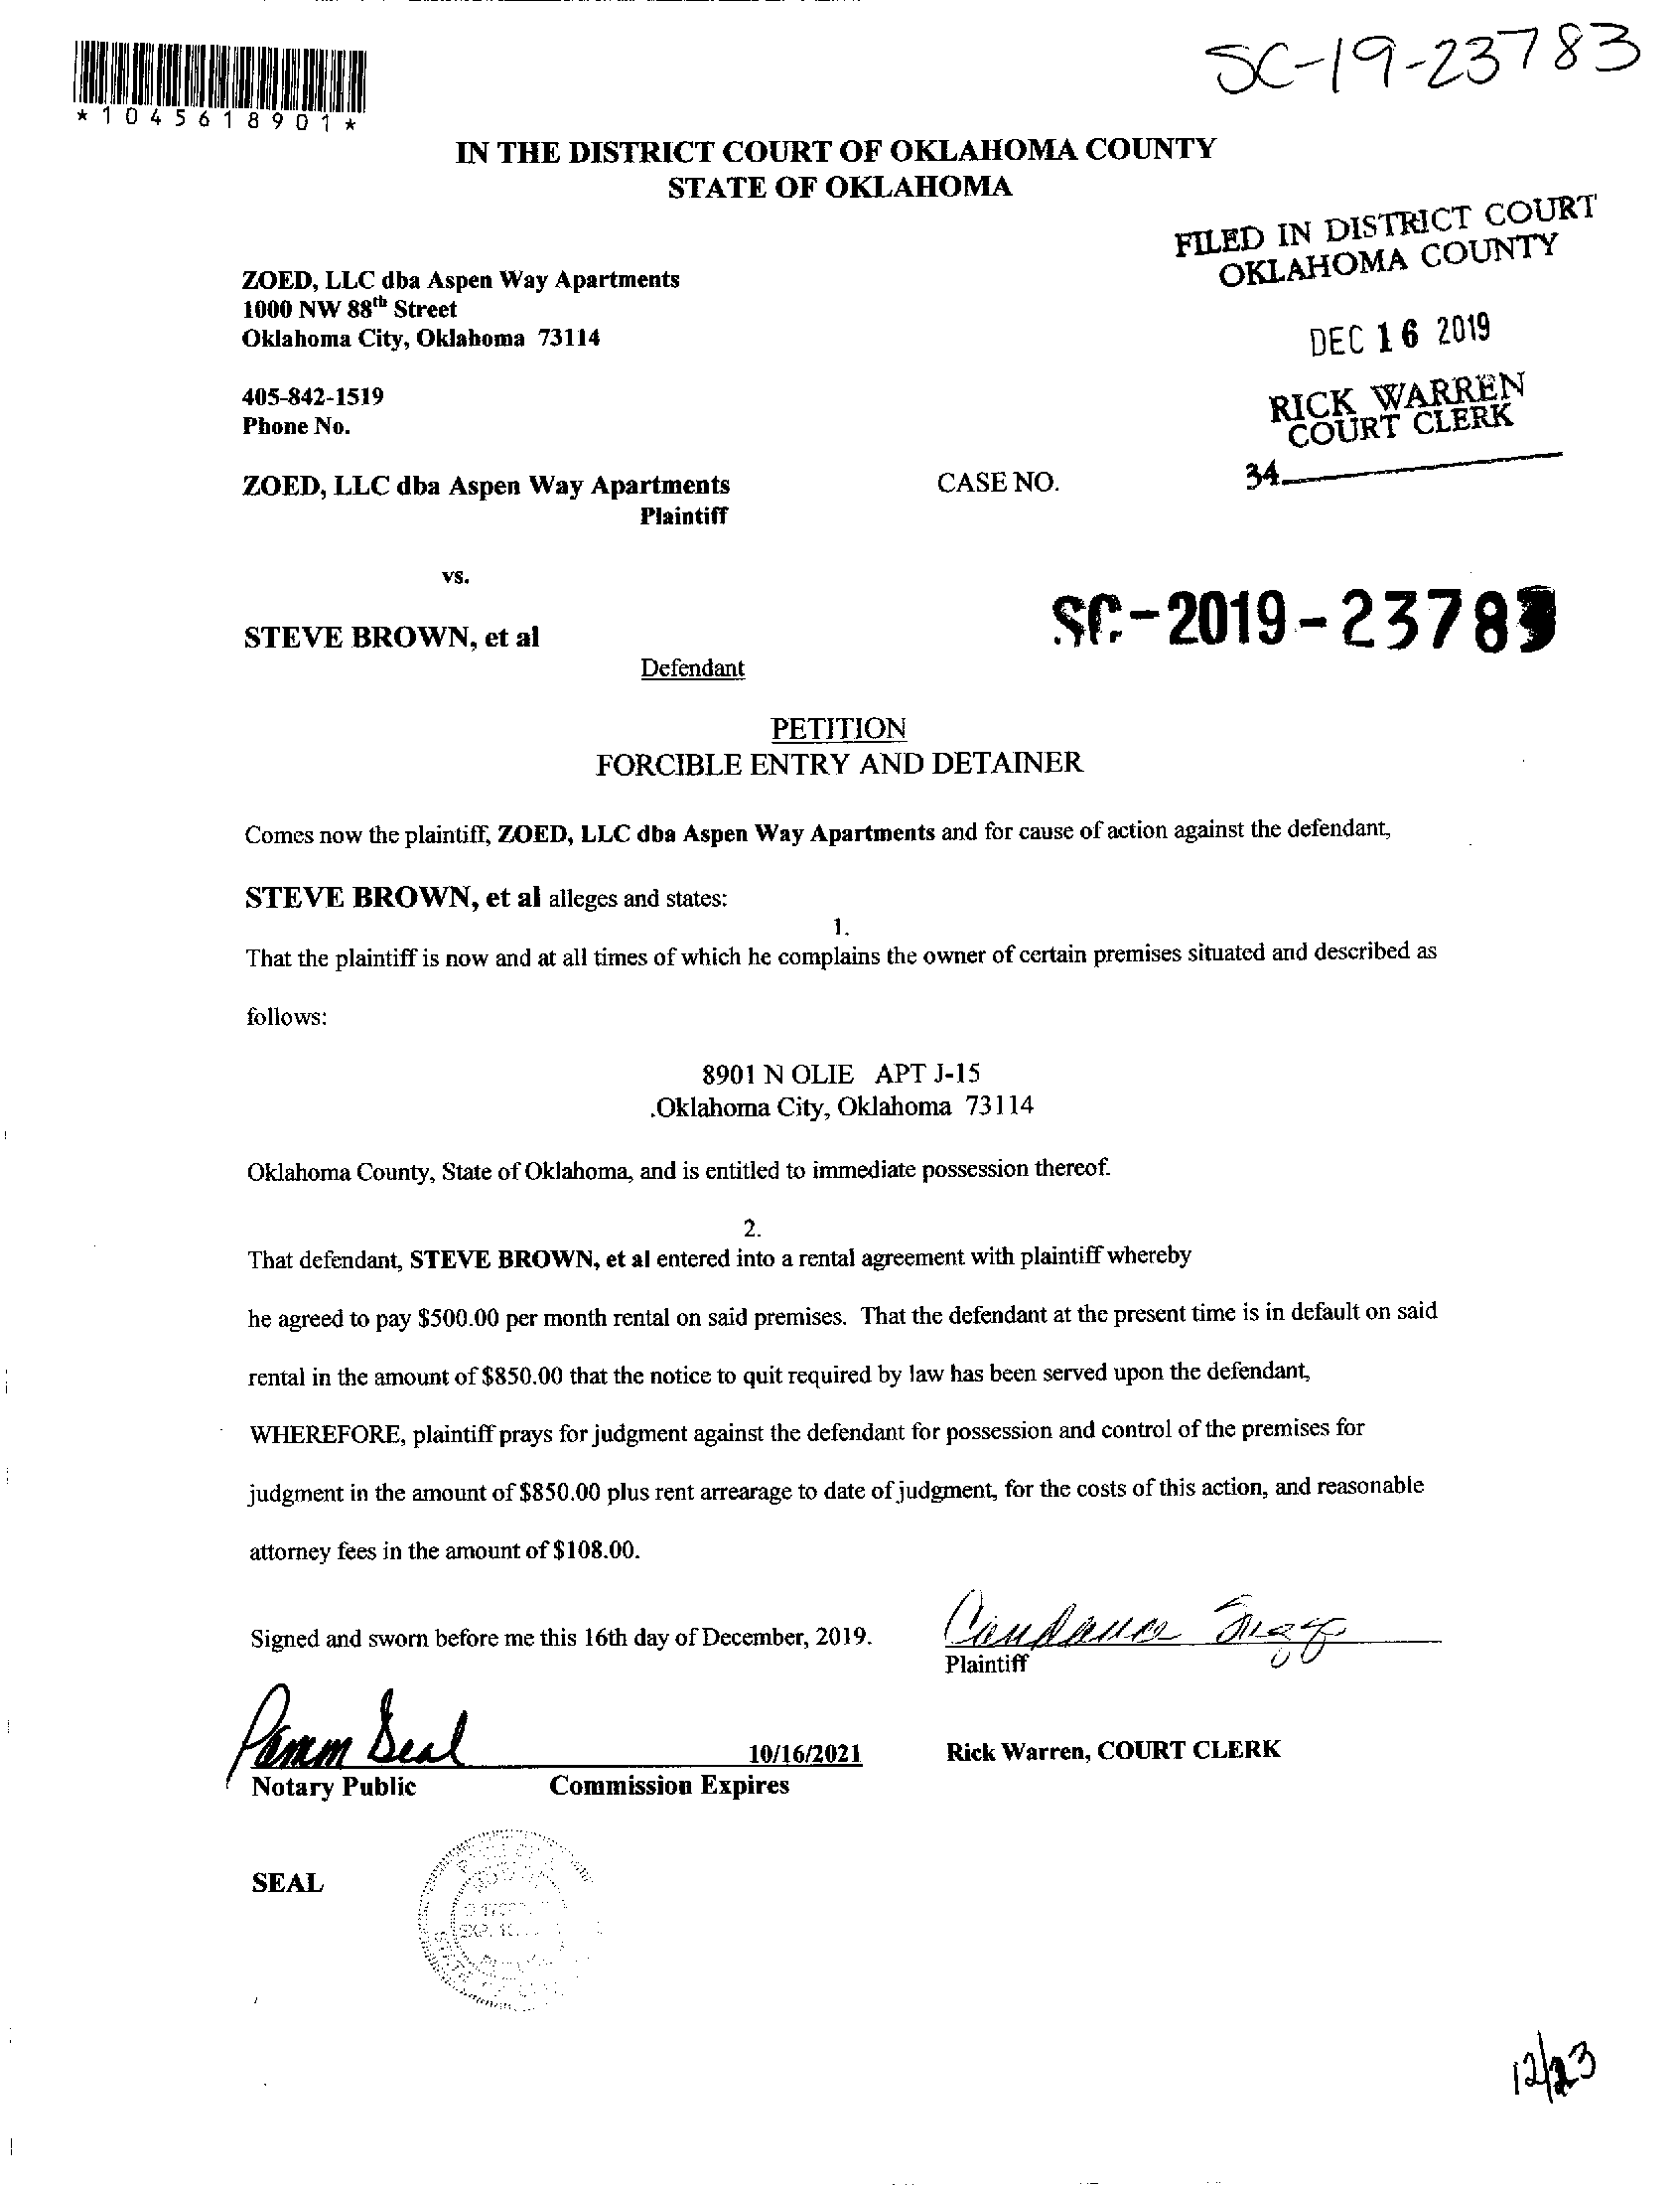 SC-19-23783
*1045618901*
IN THE DISTRICT COURT OF OKLAHOMA COUNTY
STATE OF OKLAHOMA
FILED IN DISTRICT COURT
OKLAHOMA COUNTY
ZOED, LLC dba Aspen Way Apartments
1000 NW 88th Street
Oklahoma City, Oklahoma 73114
DEC 16 2019
405-842-1519
Phone No.
RICK WARREN
COURT CLERK
34
ZOED, LLC dba Aspen Way Apartments
CASE NO.
Plaintiff
vs.
SC-2019-23783
STEVE BROWN, et al
Defendant
PETITION
FORCIBLE ENTRY AND DETAINER
Comes now the plaintiff, ZOED, LLC dba Aspen Way Apartments and for cause of action against the defendant,
STEVE BROWN, et al alleges and states:
1.
That the plaintiff is now and at all times of which he complains the owner of certain premises situated and described as
follows:
8901 N OLIE APT J-15
.Oklahoma City, Oklahoma 73114
Oklahoma County, State of Oklahoma, and is entitled to immediate possession thereof.
2.
That defendant, STEVE BROWN, et al entered into a rental agreement with plaintiff whereby
he agreed to pay $500.00 per month rental on said premises. That the defendant at the present time is in default on said
rental in the amount of $850.00 that the notice to quit required by law has been served upon the defendant,
WHEREFORE, plaintiff prays for judgment against the defendant for possession and control of the premises for
judgment in the amount of $850.00 plus rent arrearage to date of judgment, for the costs of this action, and reasonable
attorney fees in the amount of $108.00.
Signed and sworn before me this 16th day of December, 2019.
Candance
Plaintiff
Pamm Seal
10/16/2021
Rick Warren, COURT CLERK
Notary Public
Commission Expires
SEAL
12/23